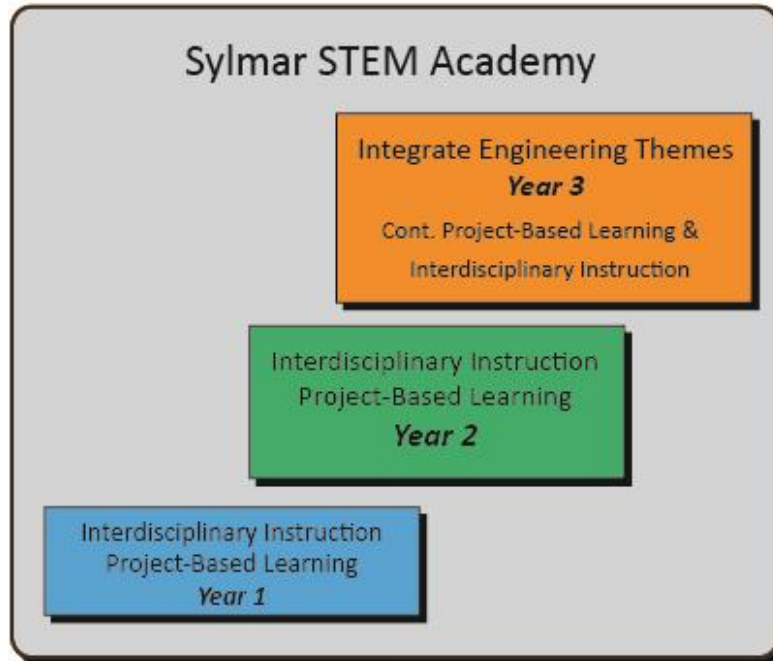 Sylmar STEM Academy
Integrate Engineering Themes
Year 3
Cont. Project-Based Learning &
Interdisciplinary Instruction
Interdisciplinary Instruction
Project-Based Learning
Year 2
Interdisciplinary Instruction
Project-Based Learning
Year 1